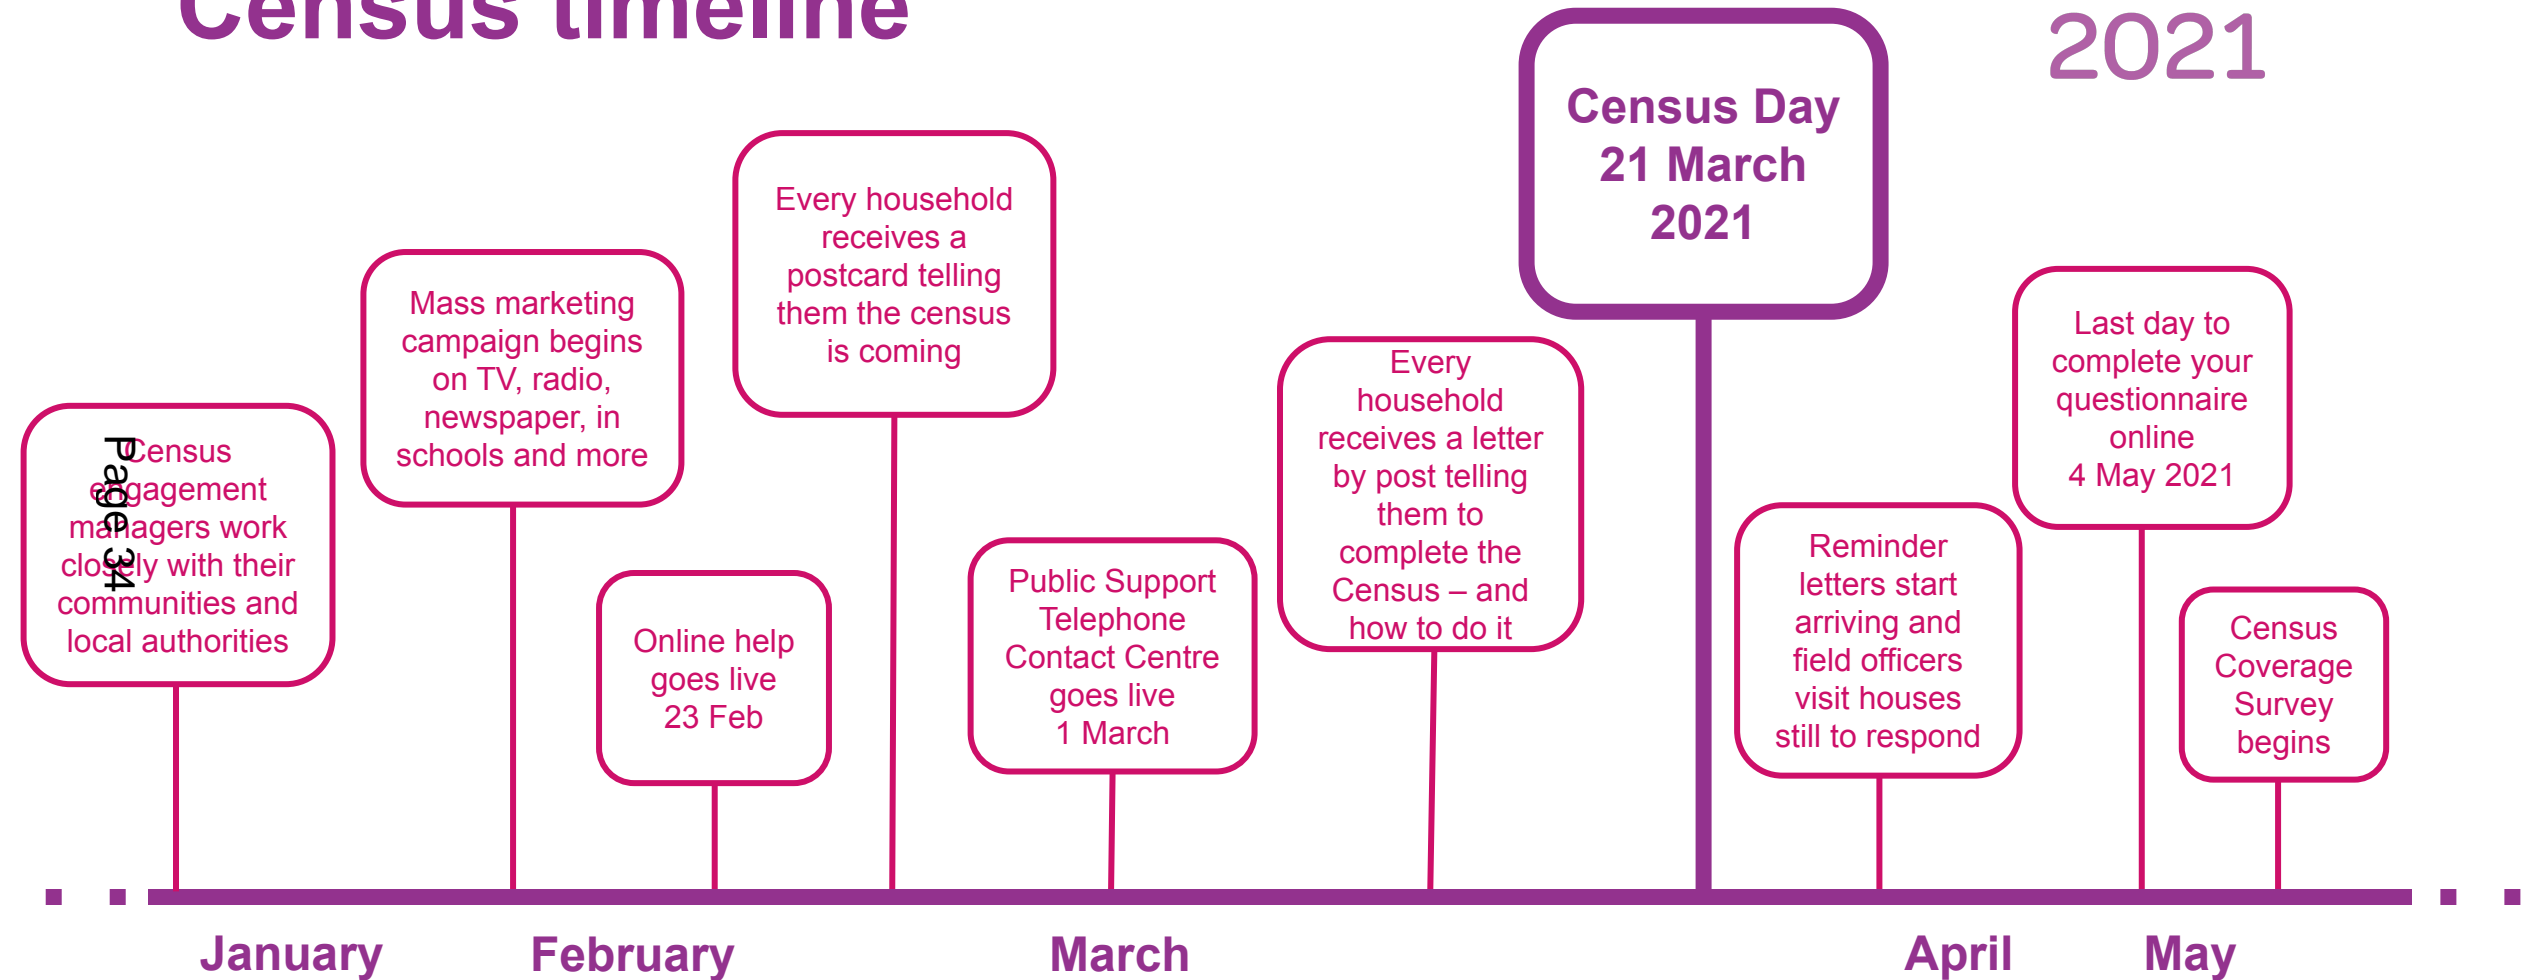 Census timeline
2021
Census Day
21 March
2021
Every household
receives a
postcard telling
them the census
is coming
Mass marketing
campaign begins
on TV, radio,
newspaper, in
schools and more
Census
engagement
managers work
closely with their
communities and
local authorities
Page 34
Online help
goes live
23 Feb
Public Support
Telephone
Contact Centre
goes live
1 March
Every
household
receives a letter
by post telling
them to
complete the
Census – and
how to do it
Reminder
letters start
arriving and
field officers
visit houses
still to respond
Last day to
complete your
questionnaire
online
4 May 2021
Census
Coverage
Survey
begins
January
February
March
April
May